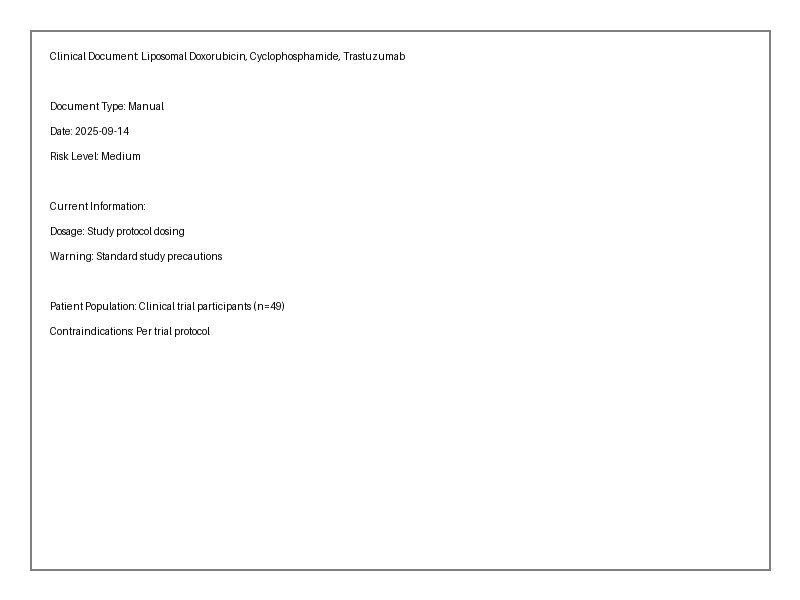 Clinical Document: Liposomal Doxorubicin, Cyclophosphamide, Trastuzumab
Document Type: Manual
Date: 2025-09-14
Risk Level: Medium
Current Information:
Dosage: Study protocol dosing
Warning: Standard study precautions
Patient Population: Clinical trial participants (n=49)
Contraindications: Per trial protocol